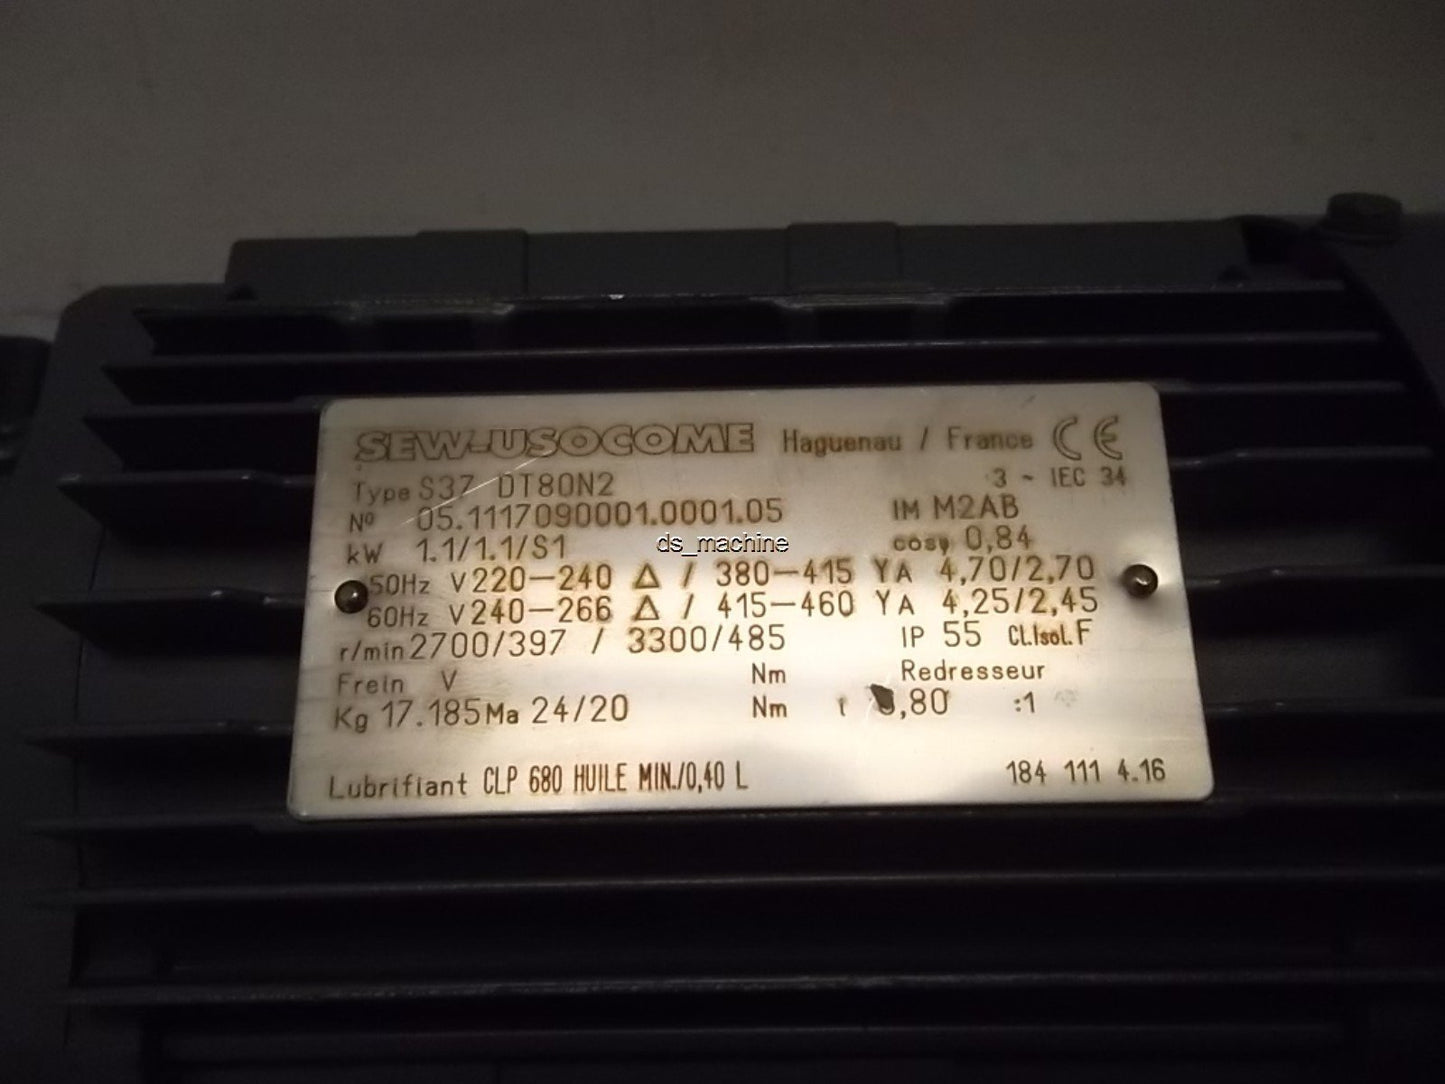 SEW-USOCOME Haguenau / France CE
Type S37 DT80N2 3 ~ IEC 34
Nº 05.1117090001.0001.05 IM M2AB
kW 1.1/1.1/S1 cosφ 0,84
ds_machine
50Hz V 220-240 Δ / 380-415 Y A 4,70/2,70
60Hz V 240-266 Δ / 415-460 Y A 4,25/2,45
r/min 2700/397 / 3300/485 IP 55 Cl.Isol.F
Frein V Nm Redresseur
Kg 17.185 Ma 24/20 Nm i ,80 :1
Lubrifiant CLP 680 HUILE MIN./0,40 L 184 111 4.16